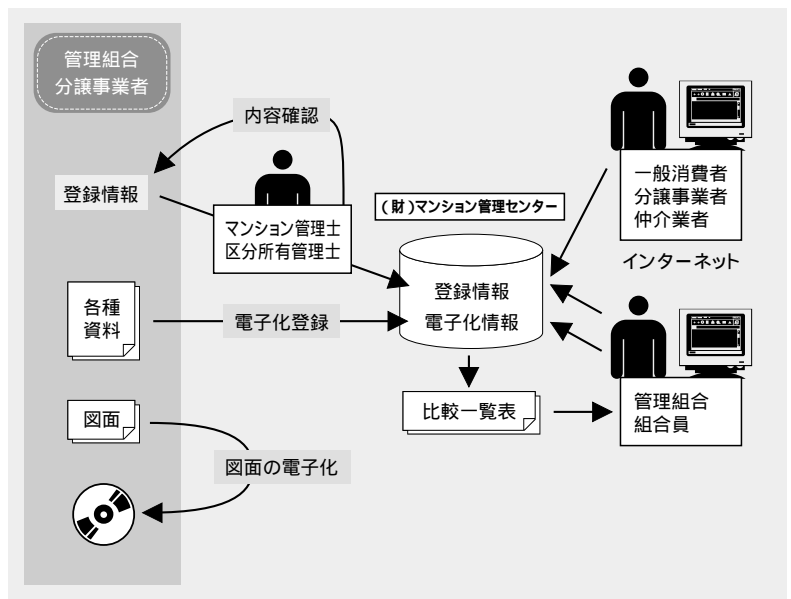 管理組合
分譲事業者
内容確認
登録情報
マンション管理士
区分所有管理士
(財)マンション管理センター
登録情報
電子化情報
一般消費者
分譲事業者
仲介業者
インターネット
各種
資料
電子化登録
比較一覧表
管理組合
組合員
図面
図面の電子化